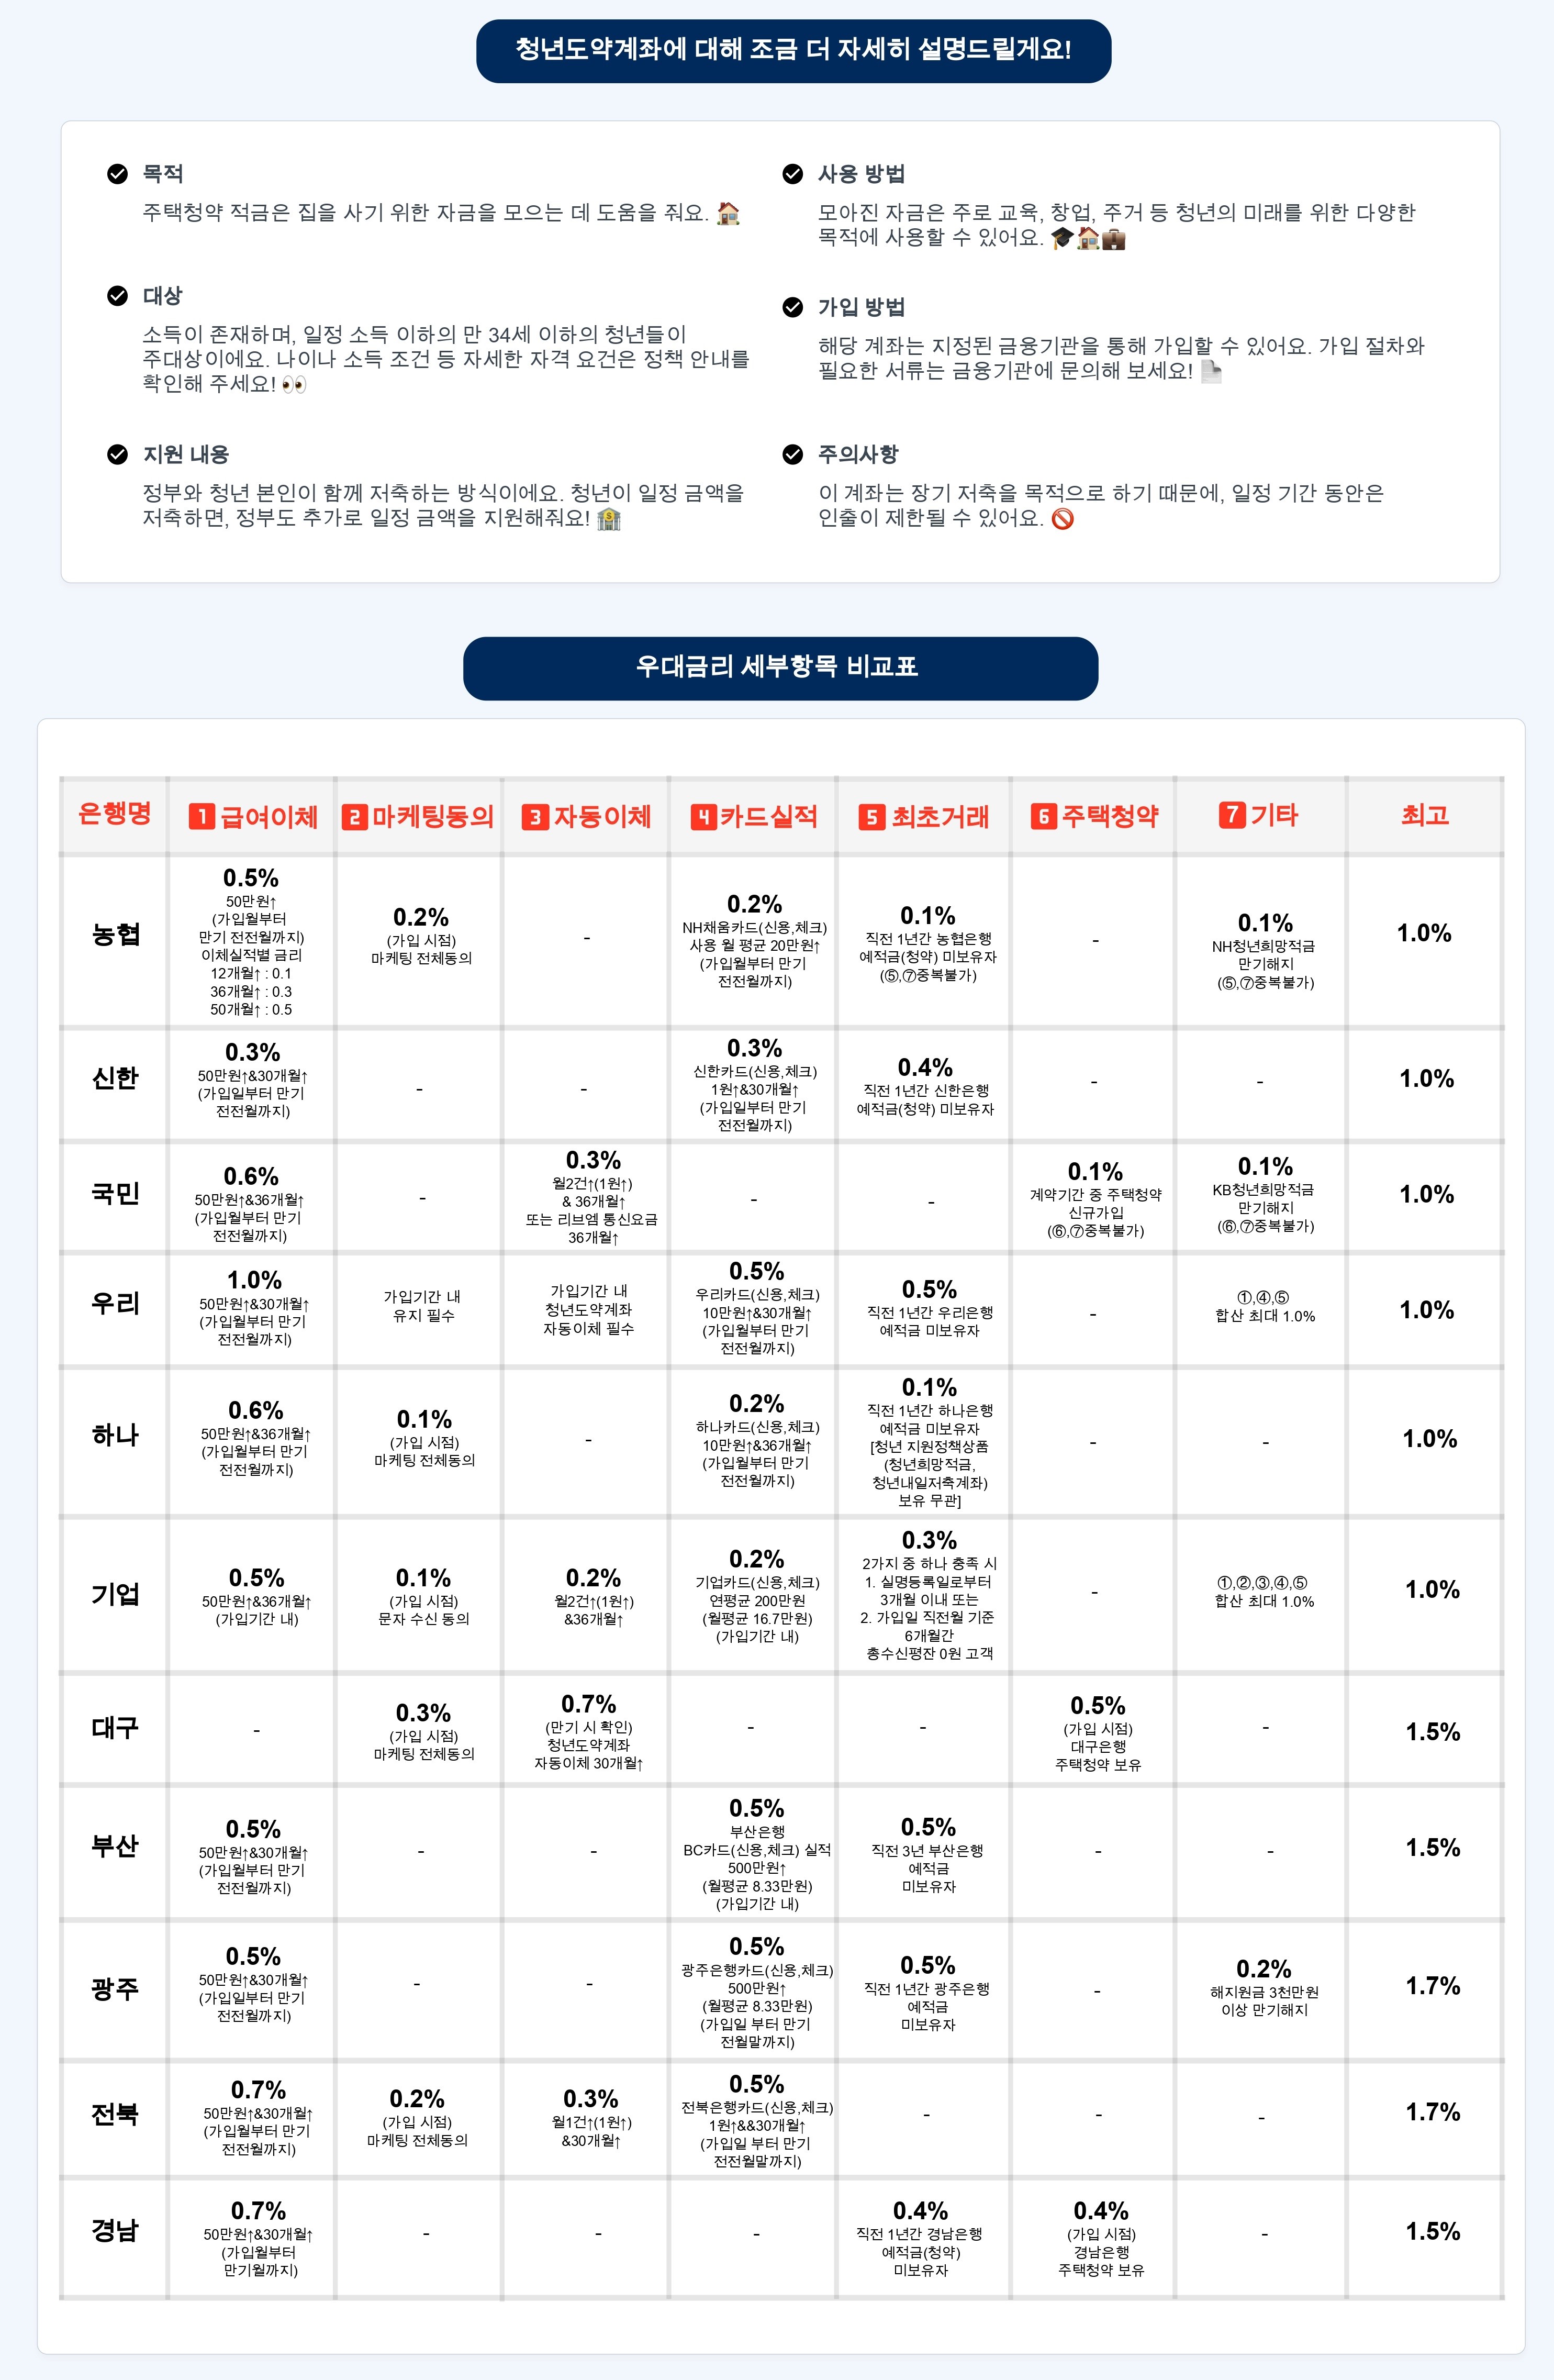 청년도약계좌에 대해 조금 더 자세히 설명드릴게요!
목적
주택청약 적금은 집을 사기 위한 자금을 모으는 데 도움을 줘요. 🏠
대상
소득이 존재하며, 일정 소득 이하의 만 34세 이하의 청년들이
주대상이에요. 나이나 소득 조건 등 자세한 자격 요건은 정책 안내를
확인해 주세요! 👀
지원 내용
정부와 청년 본인이 함께 저축하는 방식이에요. 청년이 일정 금액을
저축하면, 정부도 추가로 일정 금액을 지원해줘요! 🏦
사용 방법
모아진 자금은 주로 교육, 창업, 주거 등 청년의 미래를 위한 다양한
목적에 사용할 수 있어요. 🎓🏠💼
가입 방법
해당 계좌는 지정된 금융기관을 통해 가입할 수 있어요. 가입 절차와
필요한 서류는 금융기관에 문의해 보세요! 📄
주의사항
이 계좌는 장기 저축을 목적으로 하기 때문에, 일정 기간 동안은
인출이 제한될 수 있어요. 🚫
우대금리 세부항목 비교표
은행명
1 급여이체
2 마케팅동의
3 자동이체
4 카드실적
5 최초거래
6 주택청약
7 기타
최고
농협
0.5%
50만원↑
(가입월부터
만기 전전월까지)
이체실적별 금리
12개월↑ : 0.1
36개월↑ : 0.3
50개월↑ : 0.5
0.2%
(가입 시점)
마케팅 전체동의
-
0.2%
NH채움카드(신용,체크)
사용 월 평균 20만원↑
(가입월부터 만기
전전월까지)
0.1%
직전 1년간 농협은행
예적금(청약) 미보유자
(⑤,⑦중복불가)
-
0.1%
NH청년희망적금
만기해지
(⑤,⑦중복불가)
1.0%
신한
0.3%
50만원↑&30개월↑
(가입일부터 만기
전전월까지)
-
-
0.3%
신한카드(신용,체크)
1원↑&30개월↑
(가입일부터 만기
전전월까지)
0.4%
직전 1년간 신한은행
예적금(청약) 미보유자
-
-
1.0%
국민
0.6%
50만원↑&36개월↑
(가입월부터 만기
전전월까지)
-
0.3%
월2건↑(1원↑)
& 36개월↑
또는 리브엠 통신요금
36개월↑
-
-
0.1%
계약기간 중 주택청약
신규가입
(⑥,⑦중복불가)
0.1%
KB청년희망적금
만기해지
(⑥,⑦중복불가)
1.0%
우리
1.0%
50만원↑&30개월↑
(가입월부터 만기
전전월까지)
가입기간 내
유지 필수
가입기간 내
청년도약계좌
자동이체 필수
0.5%
우리카드(신용,체크)
10만원↑&30개월↑
(가입월부터 만기
전전월까지)
0.5%
직전 1년간 우리은행
예적금 미보유자
-
①,④,⑤
합산 최대 1.0%
1.0%
하나
0.6%
50만원↑&36개월↑
(가입월부터 만기
전전월까지)
0.1%
(가입 시점)
마케팅 전체동의
-
0.2%
하나카드(신용,체크)
10만원↑&36개월↑
(가입월부터 만기
전전월까지)
0.1%
직전 1년간 하나은행
예적금 미보유자
[청년 지원정책상품
(청년희망적금,
청년내일저축계좌)
보유 무관]
-
-
1.0%
기업
0.5%
50만원↑&36개월↑
(가입기간 내)
0.1%
(가입 시점)
문자 수신 동의
0.2%
월2건↑(1원↑)
&36개월↑
0.2%
기업카드(신용,체크)
연평균 200만원
(월평균 16.7만원)
(가입기간 내)
0.3%
2가지 중 하나 충족 시
1. 실명등록일로부터
3개월 이내 또는
2. 가입일 직전월 기준
6개월간
총수신평잔 0원 고객
-
①,②,③,④,⑤
합산 최대 1.0%
1.0%
대구
-
0.3%
(가입 시점)
마케팅 전체동의
0.7%
(만기 시 확인)
청년도약계좌
자동이체 30개월↑
-
-
0.5%
(가입 시점)
대구은행
주택청약 보유
-
1.5%
부산
0.5%
50만원↑&30개월↑
(가입월부터 만기
전전월까지)
-
-
0.5%
부산은행
BC카드(신용,체크) 실적
500만원↑
(월평균 8.33만원)
(가입기간 내)
0.5%
직전 3년 부산은행
예적금
미보유자
-
-
1.5%
광주
0.5%
50만원↑&30개월↑
(가입일부터 만기
전전월까지)
-
-
0.5%
광주은행카드(신용,체크)
500만원↑
(월평균 8.33만원)
(가입일 부터 만기
전월말까지)
0.5%
직전 1년간 광주은행
예적금
미보유자
-
0.2%
해지원금 3천만원
이상 만기해지
1.7%
전북
0.7%
50만원↑&30개월↑
(가입월부터 만기
전전월까지)
0.2%
(가입 시점)
마케팅 전체동의
0.3%
월1건↑(1원↑)
&30개월↑
0.5%
전북은행카드(신용,체크)
1원↑&&30개월↑
(가입일 부터 만기
전전월말까지)
-
-
-
1.7%
경남
0.7%
50만원↑&30개월↑
(가입월부터
만기월까지)
-
-
-
0.4%
직전 1년간 경남은행
예적금(청약)
미보유자
0.4%
(가입 시점)
경남은행
주택청약 보유
-
1.5%